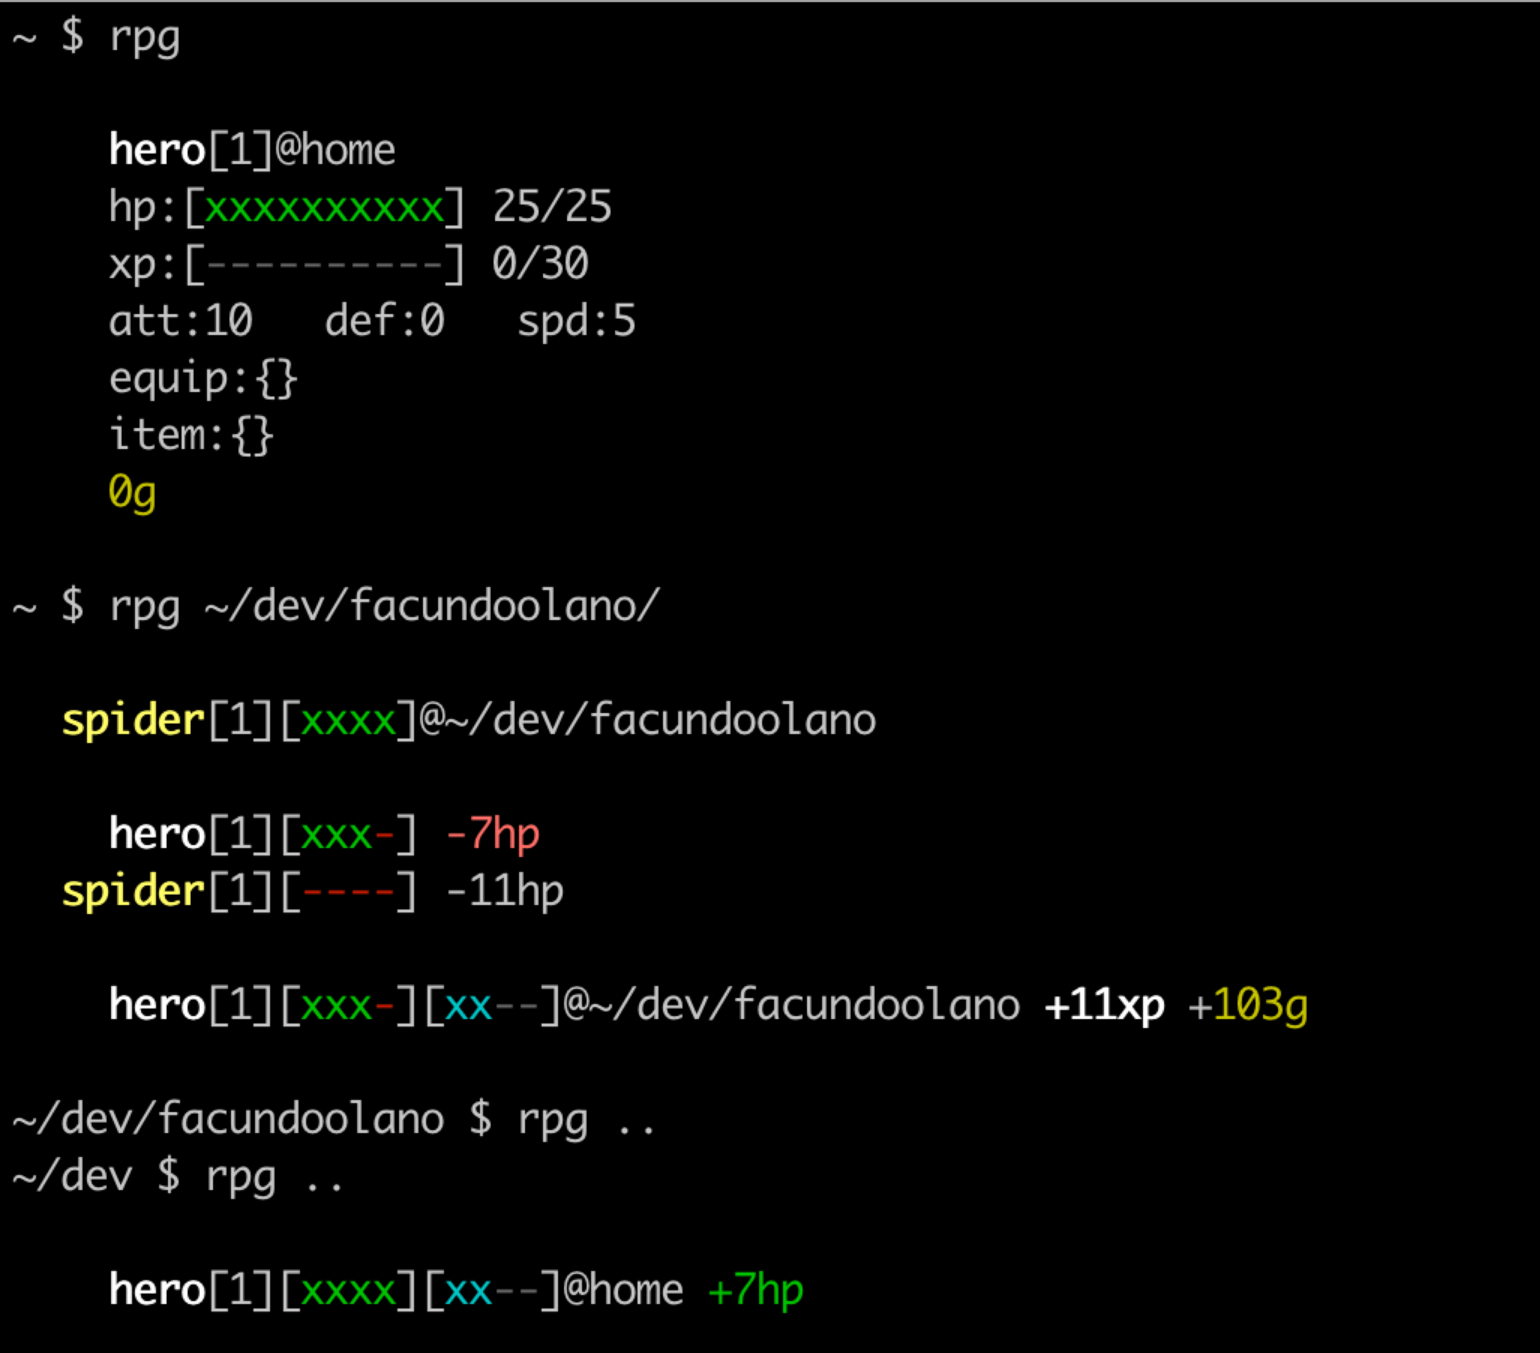 ~ $ rpg
hero[1]@home
hp:[xxxxxxxxxx] 25/25
xp:[----------] 0/30
att:10   def:0   spd:5
equip:{}
item:{}
0g
~ $ rpg ~/dev/facundoolano/
spider[1][xxxx]@~/dev/facundoolano
hero[1][xxx-] -7hp
spider[1][----] -11hp
hero[1][xxx-][xx--]@~/dev/facundoolano +11xp +103g
~/dev/facundoolano $ rpg ..
~/dev $ rpg ..
hero[1][xxxx][xx--]@home +7hp